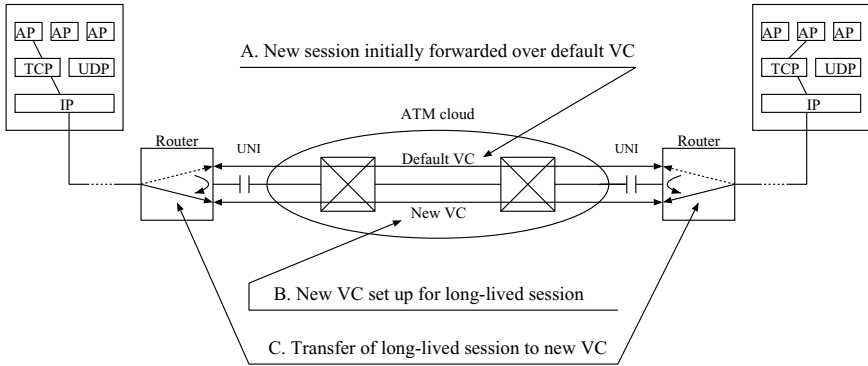 AP AP AP
TCP UDP
IP
A. New session initially forwarded over default VC
AP AP AP
TCP UDP
IP
ATM cloud
Router
UNI
Default VC
UNI
Router
New VC
B. New VC set up for long-lived session
C. Transfer of long-lived session to new VC